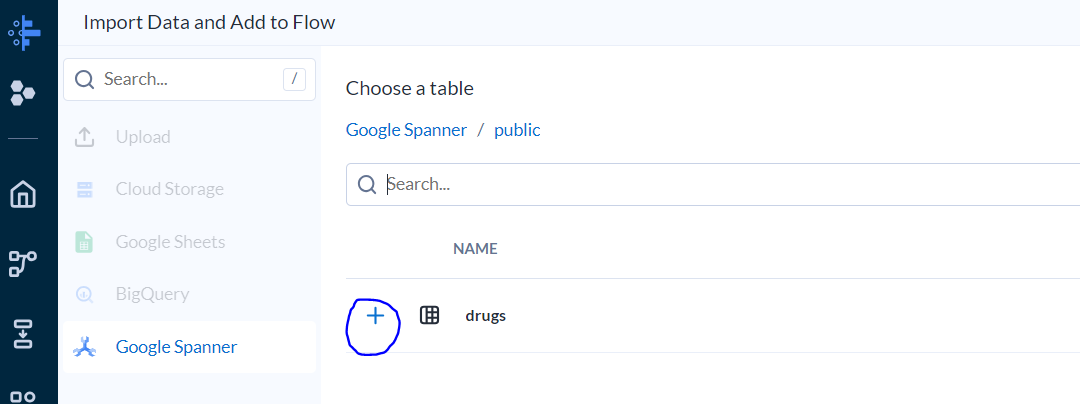 Import Data and Add to Flow
Search... /
Upload
Cloud Storage
Google Sheets
BigQuery
Google Spanner
Choose a table
Google Spanner / public
Search...
NAME
drugs